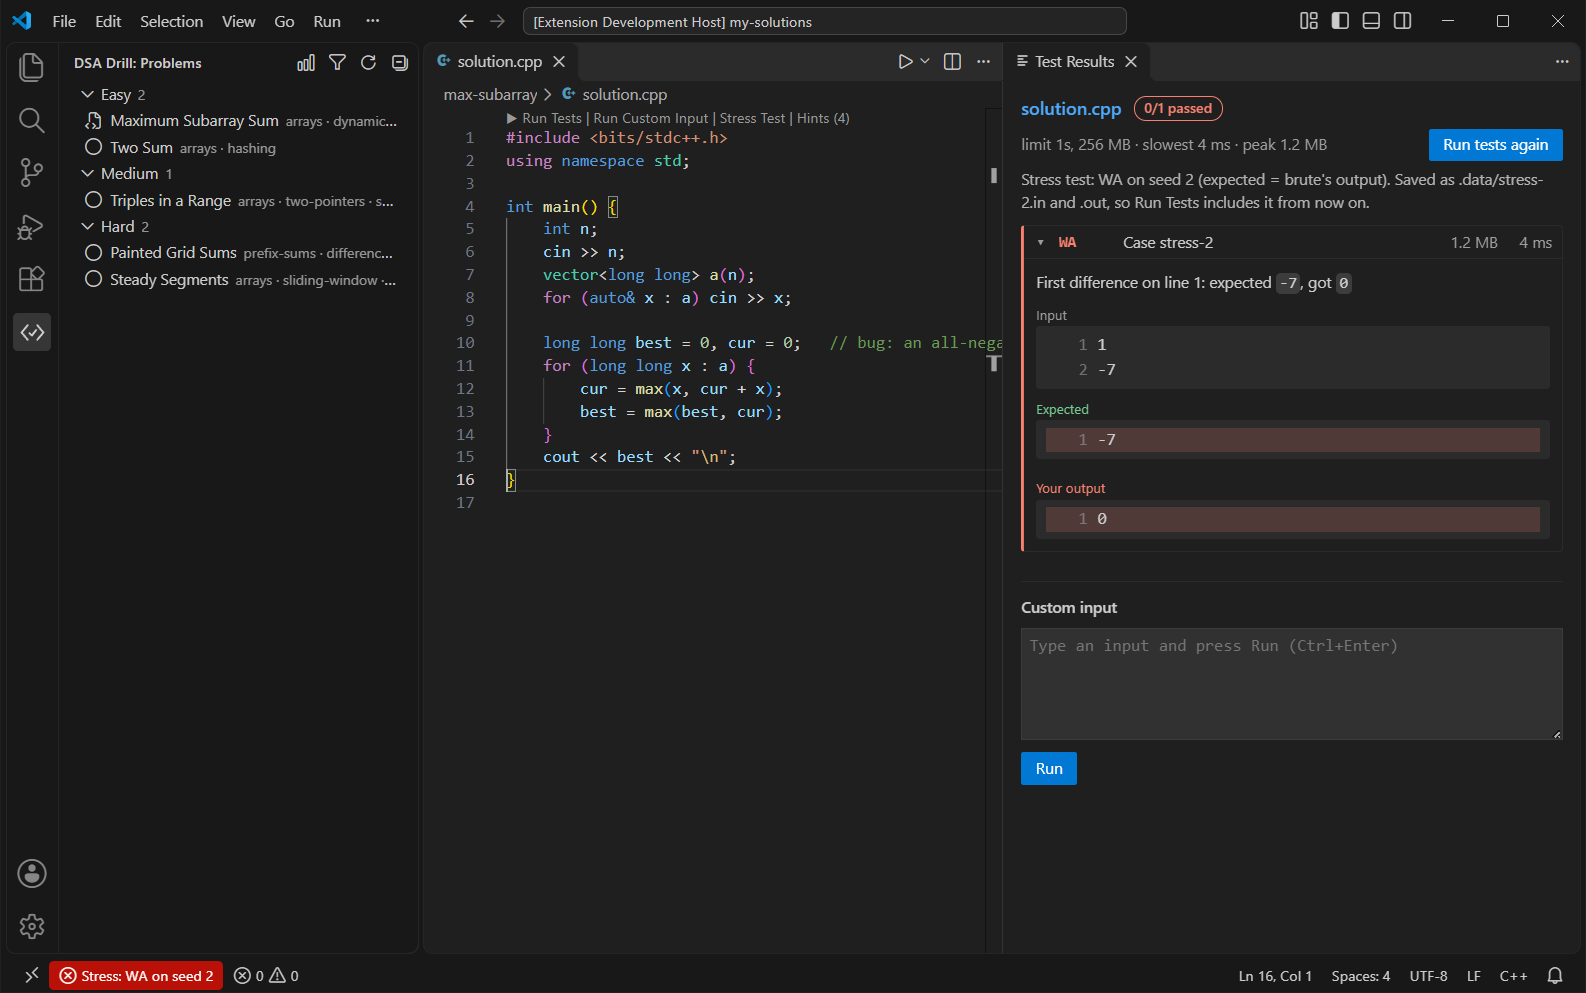 File Edit Selection View Go Run ···
[Extension Development Host] my-solutions
DSA Drill: Problems
Easy 2
Maximum Subarray Sum arrays · dynamic...
Two Sum arrays · hashing
Medium 1
Triples in a Range arrays · two-pointers · s...
Hard 2
Painted Grid Sums prefix-sums · differenc...
Steady Segments arrays · sliding-window ·...
solution.cpp
max-subarray > solution.cpp
Run Tests | Run Custom Input | Stress Test | Hints (4)
1 #include <bits/stdc++.h>
2 using namespace std;
3
4 int main() {
5 int n;
6 cin >> n;
7 vector<long long> a(n);
8 for (auto& x : a) cin >> x;
9
10 long long best = 0, cur = 0; // bug: an all-nega
11 for (long long x : a) {
12 cur = max(x, cur + x);
13 best = max(best, cur);
14 }
15 cout << best << "\n";
16 }
17
Test Results
solution.cpp 0/1 passed
limit 1s, 256 MB · slowest 4 ms · peak 1.2 MB
Run tests again
Stress test: WA on seed 2 (expected = brute's output). Saved as .data/stress-
2.in and .out, so Run Tests includes it from now on.
WA Case stress-2 1.2 MB 4 ms
First difference on line 1: expected -7, got 0
Input
1 1
2 -7
Expected
1 -7
Your output
1 0
Custom input
Type an input and press Run (Ctrl+Enter)
Run
Stress: WA on seed 2 0 0
Ln 16, Col 1 Spaces: 4 UTF-8 LF C++